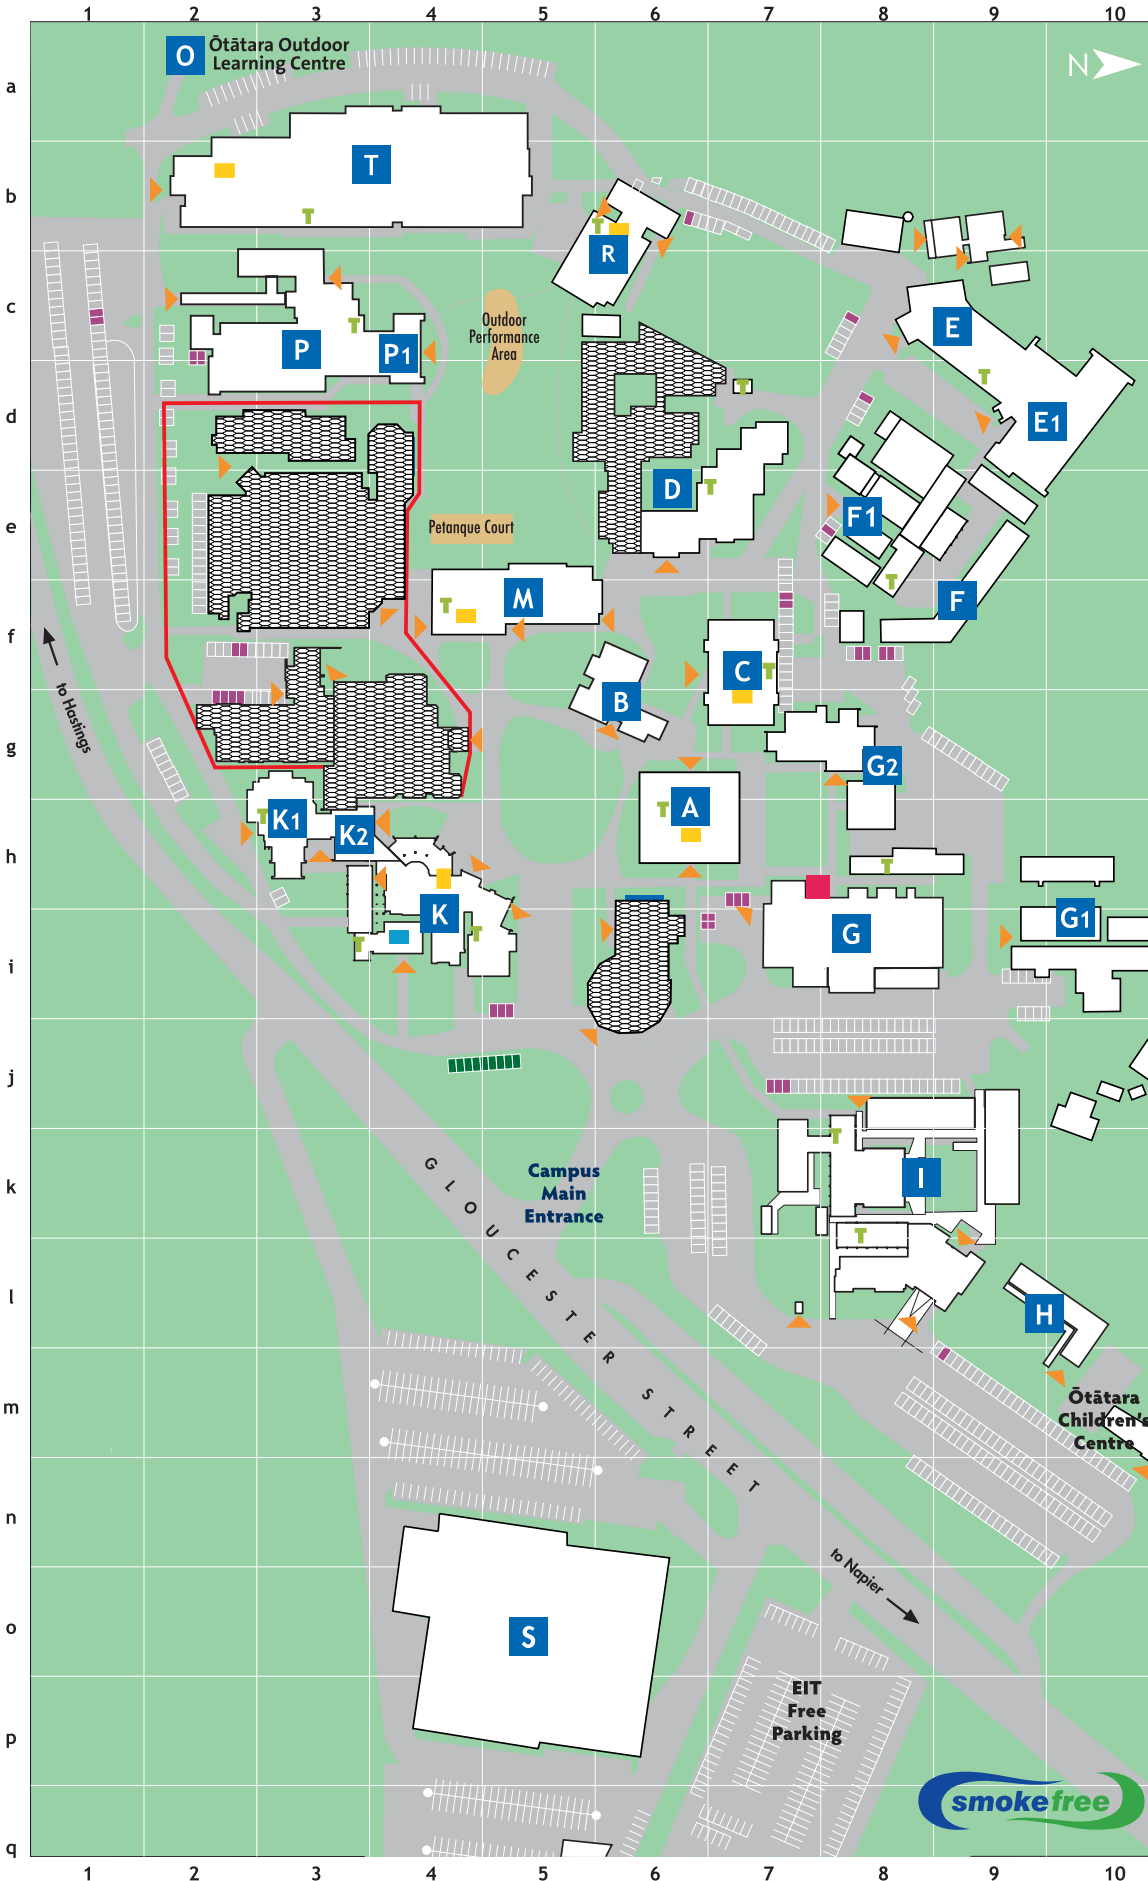 1 2 3 4 5 6 7 8 9 10
O Ōtātara Outdoor
Learning Centre
N
a
T
b
R
c
Outdoor
Performance
Area
E
P
P1
d
E1
D
e
Petanque Court
F1
M
F
f
C
B
to Hastings
g
G2
A
K1
K2
h
K
G
G1
i
j
Campus
Main
Entrance
k
I
GLOUCESTER STREET
l
H
m
Ōtātara
Children's
Centre
n
to Napier
o
S
EIT
Free
Parking
p
smokefree
q
1 2 3 4 5 6 7 8 9 10